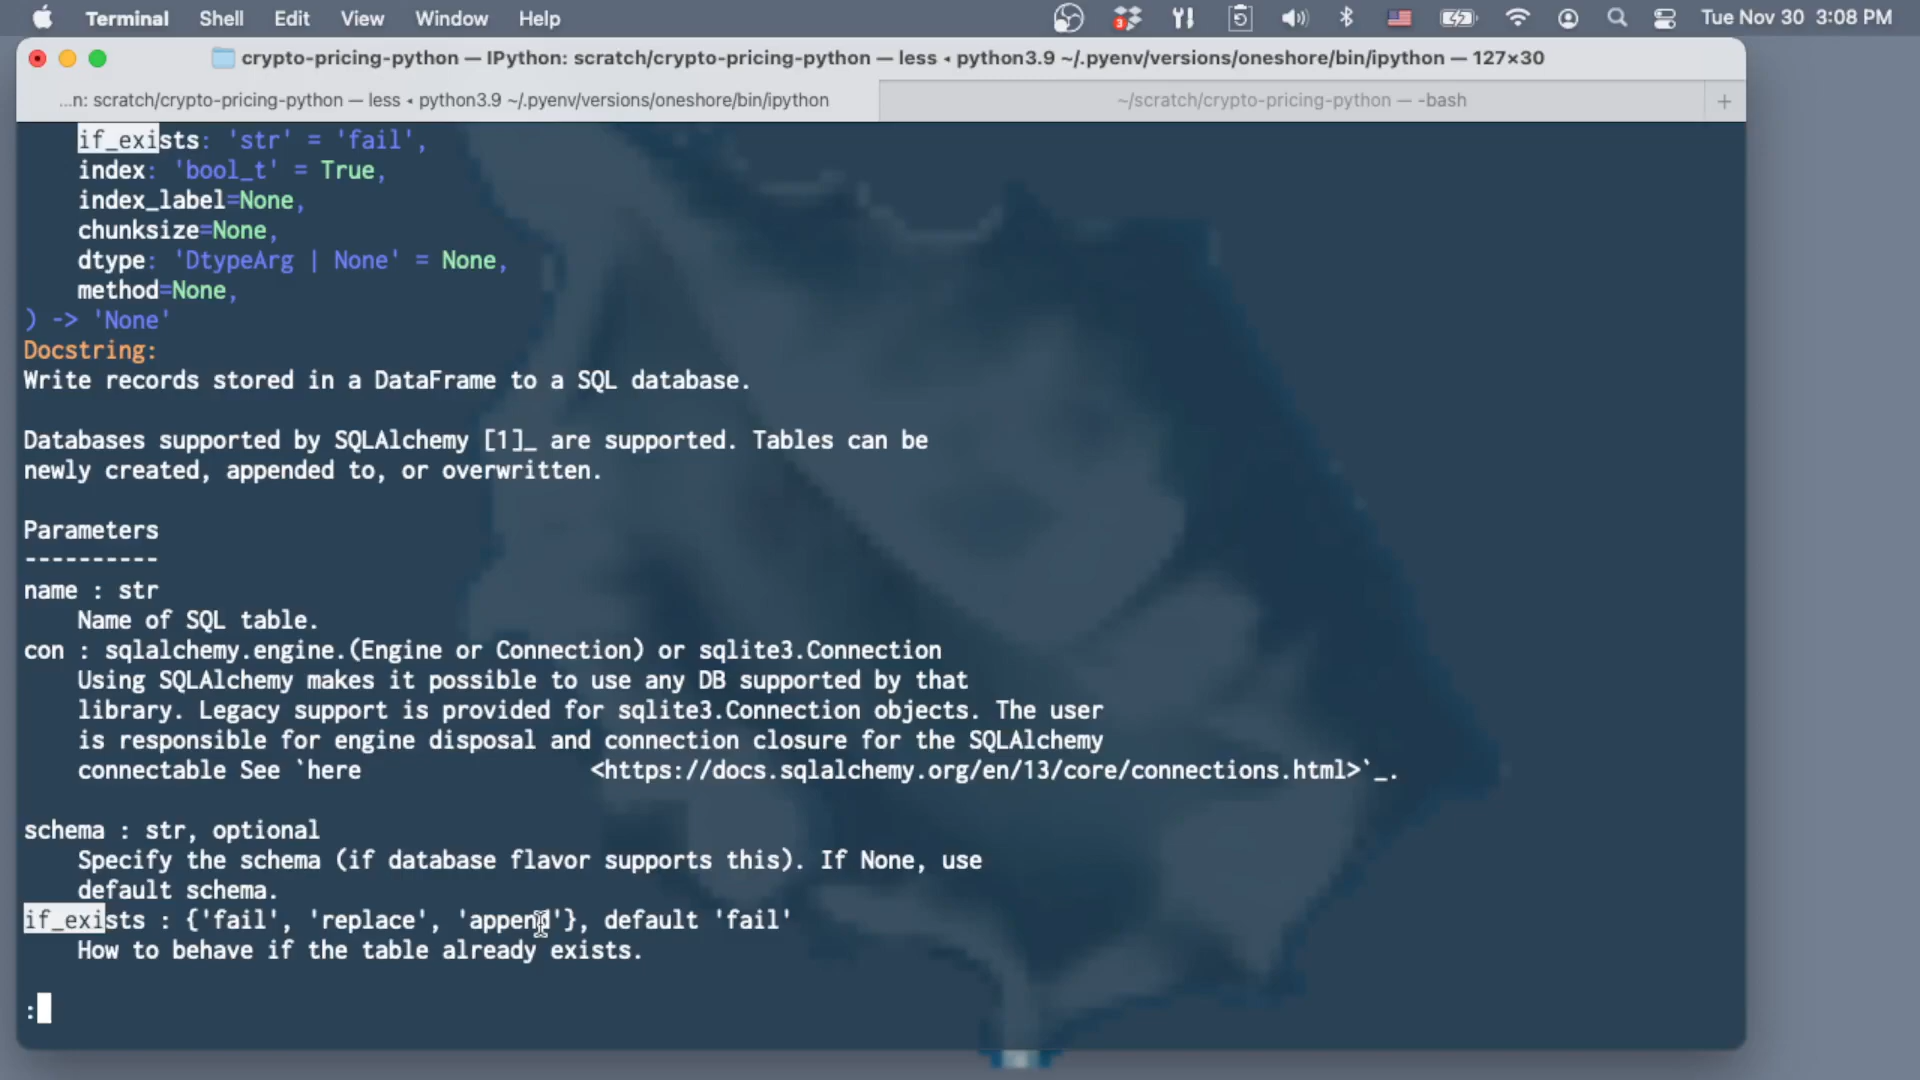 Terminal Shell Edit View Window Help 3 Tue Nov 30 3:08 PM
crypto-pricing-python — IPython: scratch/crypto-pricing-python — less ◂ python3.9 ~/.pyenv/versions/oneshore/bin/ipython — 127×30
...n: scratch/crypto-pricing-python — less ◂ python3.9 ~/.pyenv/versions/oneshore/bin/ipython ~/scratch/crypto-pricing-python — -bash +
if_exists: 'str' = 'fail',
index: 'bool_t' = True,
index_label=None,
chunksize=None,
dtype: 'DtypeArg | None' = None,
method=None,
) -> 'None'
Docstring:
Write records stored in a DataFrame to a SQL database.
Databases supported by SQLAlchemy [1]_ are supported. Tables can be
newly created, appended to, or overwritten.
Parameters
----------
name : str
Name of SQL table.
con : sqlalchemy.engine.(Engine or Connection) or sqlite3.Connection
Using SQLAlchemy makes it possible to use any DB supported by that
library. Legacy support is provided for sqlite3.Connection objects. The user
is responsible for engine disposal and connection closure for the SQLAlchemy
connectable See `here <https://docs.sqlalchemy.org/en/13/core/connections.html>`_.
schema : str, optional
Specify the schema (if database flavor supports this). If None, use
default schema.
if_exists : {'fail', 'replace', 'append'}, default 'fail'
How to behave if the table already exists.
: